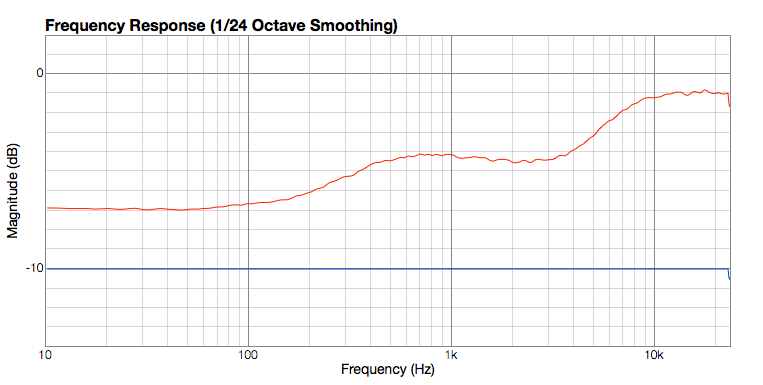 Frequency Response (1/24 Octave Smoothing)
0
Magnitude (dB)
-10
10 100 1k 10k
Frequency (Hz)